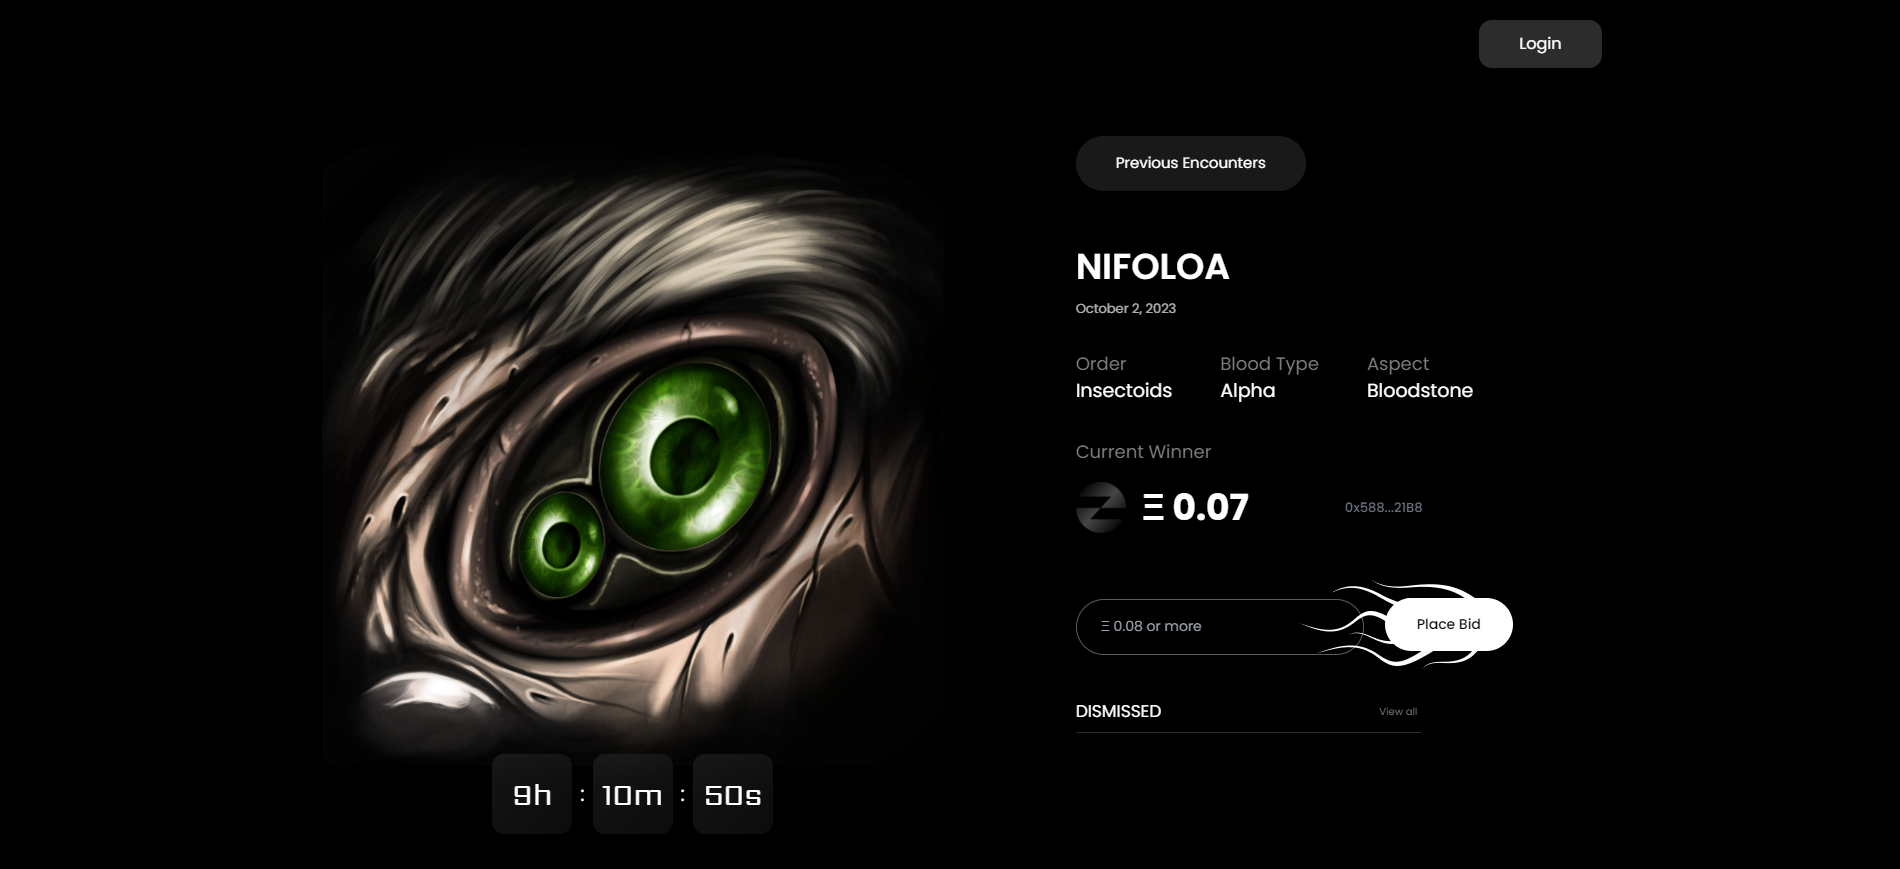 Login
Previous Encounters
NIFOLOA
October 2, 2023
Order Blood Type Aspect
Insectoids Alpha Bloodstone
Current Winner
Ξ 0.07 0x588...21B8
Ξ 0.08 or more Place Bid
DISMISSED View all
9h : 10m : 50s